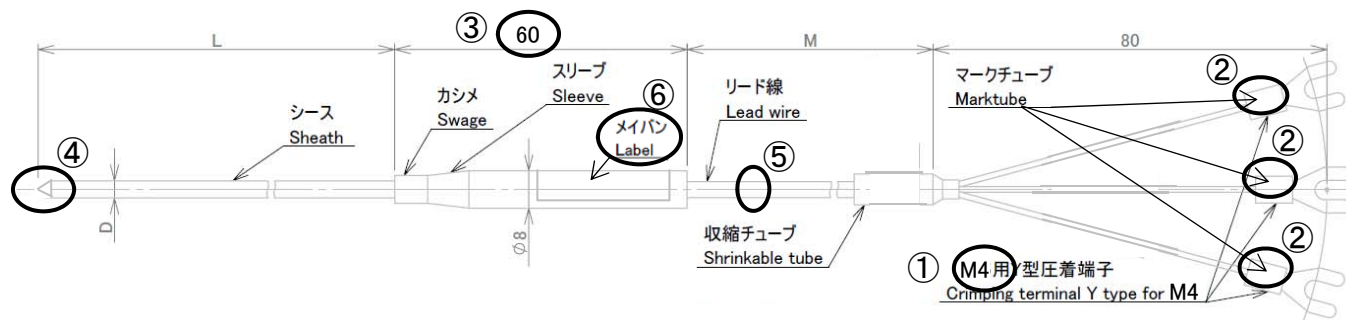 L
③ 60
M
80
シース
Sheath
カシメ
Swage
スリーブ
Sleeve
⑥
メイバン
Label
リード線
Lead wire
マークチューブ
Marktube
②
②
②
④
⑤
D
φ8
収縮チューブ
Shrinkable tube
① M4用Y型圧着端子
Crimping terminal Y type for M4